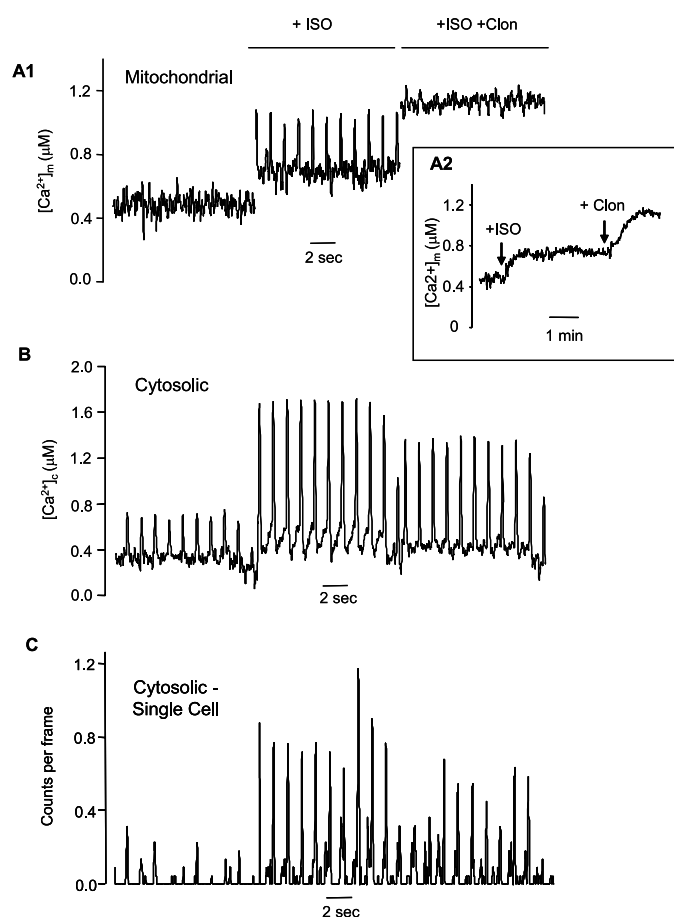 + ISO
+ISO +Clon
A1
Mitochondrial
1.2
0.8
0.4
0.0
[Ca²⁺]m (μM)
2 sec
A2
1.2
0.8
0.4
0
[Ca2+]m (μM)
+ISO
+ Clon
1 min
B
Cytosolic
2.0
1.6
1.2
0.8
0.4
0.0
[Ca²⁺]c (μM)
2 sec
C
Cytosolic -
Single Cell
1.2
0.8
0.4
0.0
Counts per frame
2 sec